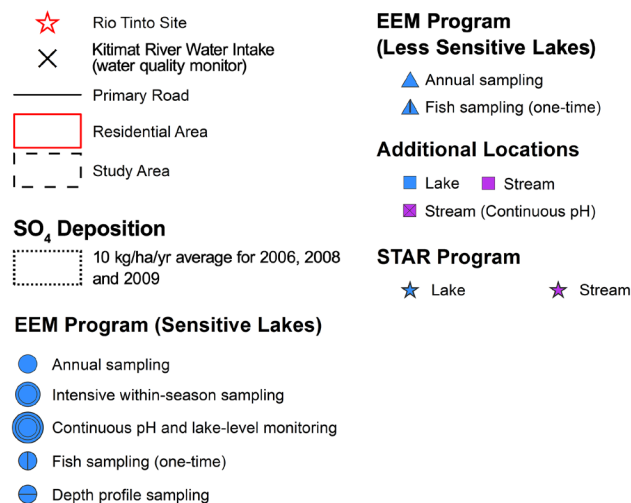 Rio Tinto Site
Kitimat River Water Intake
(water quality monitor)
Primary Road
Residential Area
Study Area
SO4 Deposition
10 kg/ha/yr average for 2006, 2008
and 2009
EEM Program (Sensitive Lakes)
Annual sampling
Intensive within-season sampling
Continuous pH and lake-level monitoring
Fish sampling (one-time)
Depth profile sampling
EEM Program
(Less Sensitive Lakes)
Annual sampling
Fish sampling (one-time)
Additional Locations
Lake Stream
Stream (Continuous pH)
STAR Program
Lake Stream